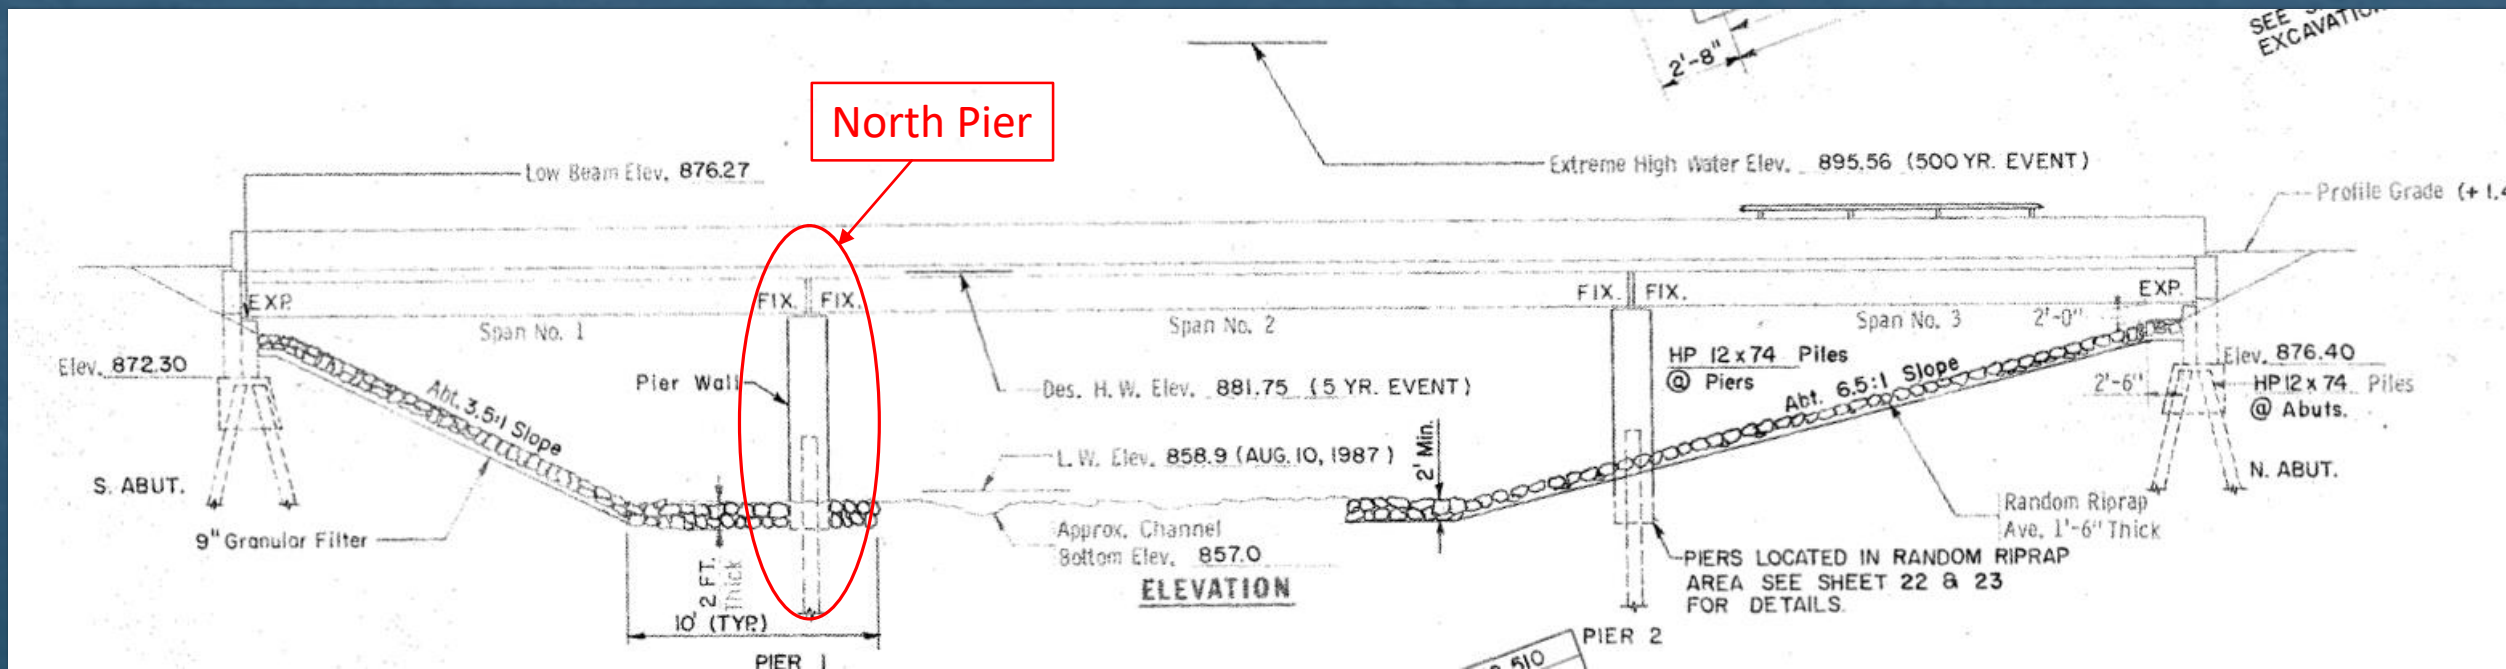 2'-8"
EXCAVATION
North Pier
Low Beam Elev. 876.27
Extreme High Water Elev. 895.56 (500 YR. EVENT)
Profile Grade (+ 1.4
EXP.
FIX. FIX.
FIX. FIX.
EXP.
Span No. 1
Span No. 2
Span No. 3
2'-0"
Elev. 872.30
Abt. 3.5:1 Slope
Pier Wall
Des. H. W. Elev. 881.75 (5 YR. EVENT)
HP 12 x 74 Piles
@ Piers
Abt. 6.5:1 Slope
Elev. 876.40
2'-6"
HP 12 x 74 Piles
@ Abuts.
L.W. Elev. 858.9 (AUG. 10, 1987)
2' Min.
S. ABUT.
N. ABUT.
9" Granular Filter
2 FT.
Thick
10' (TYP.)
Approx. Channel
Bottom Elev. 857.0
ELEVATION
Random Riprap
Ave. 1'-6" Thick
PIERS LOCATED IN RANDOM RIPRAP
AREA SEE SHEET 22 & 23
FOR DETAILS.
PIER 1
PIER 2